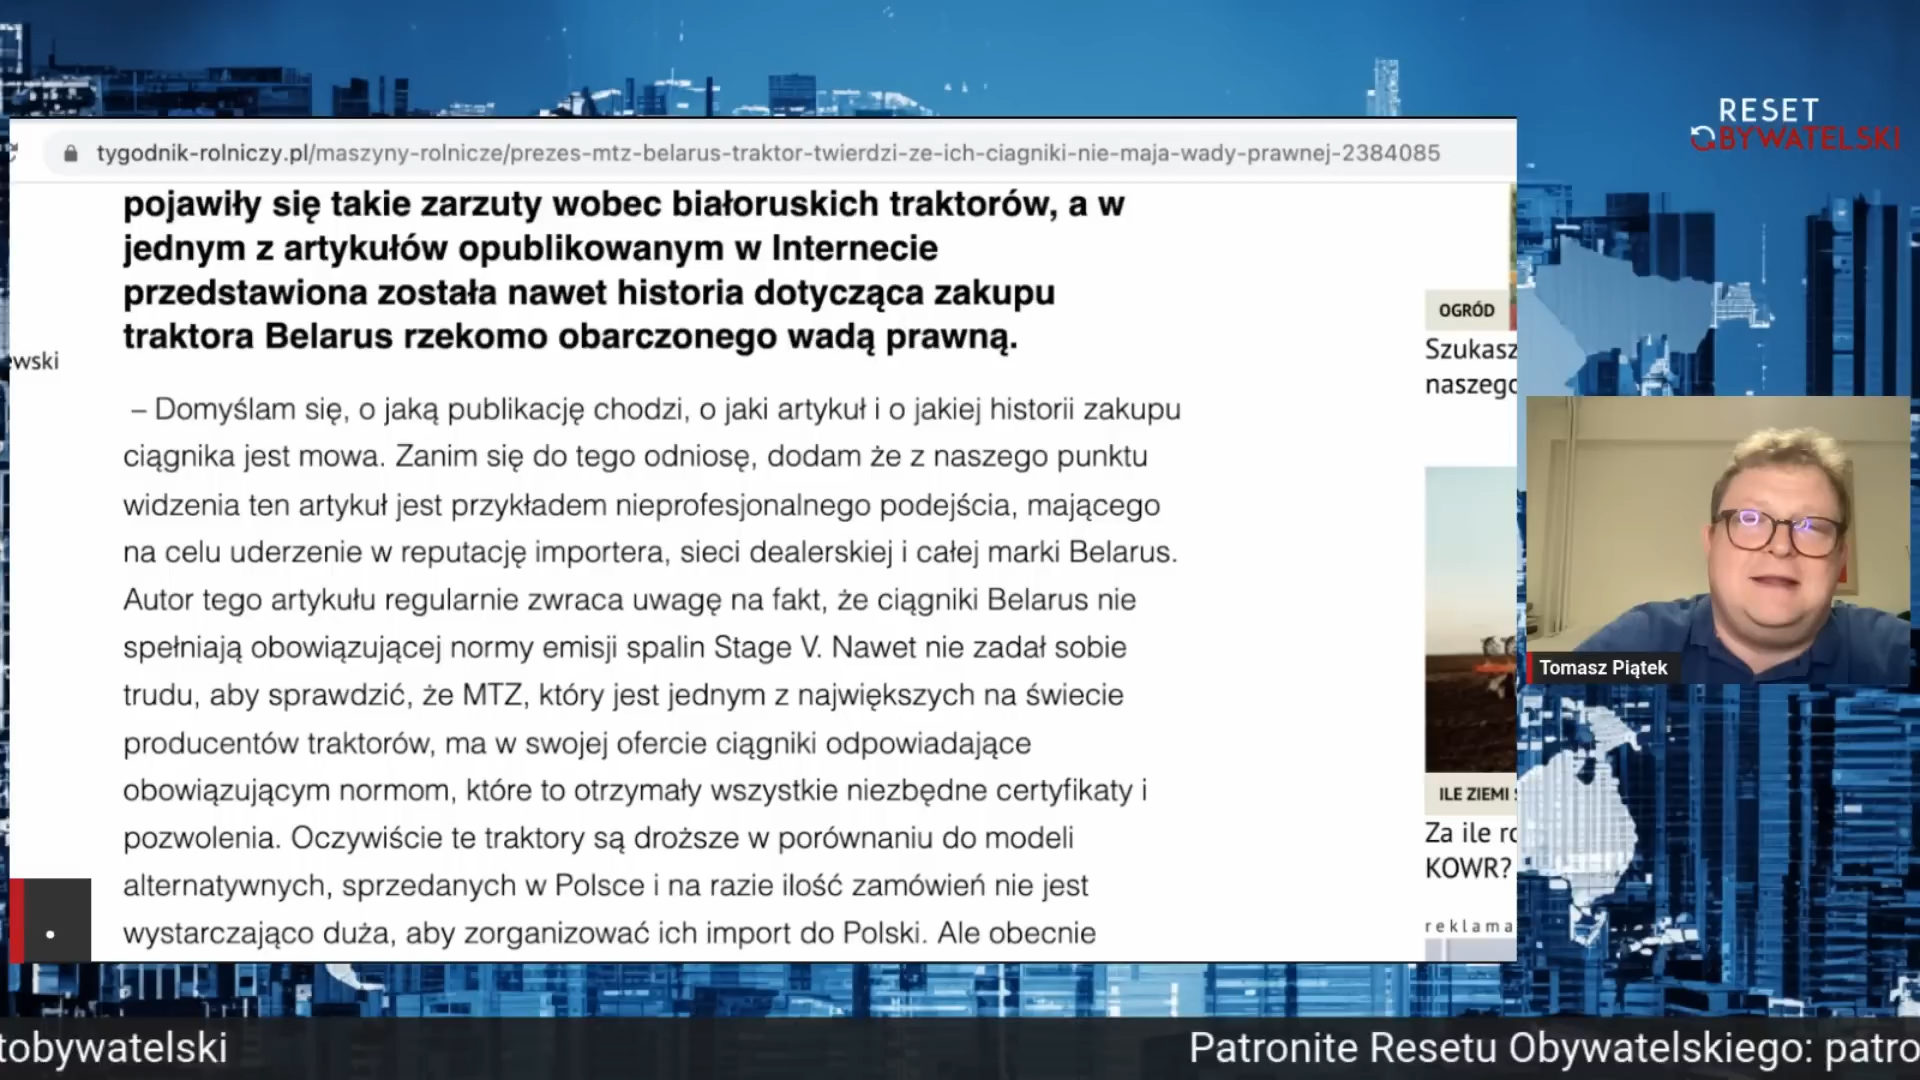 RESET
OBYWATELSKI
tygodnik-rolniczy.pl/maszyny-rolnicze/prezes-mtz-belarus-traktor-twierdzi-ze-ich-ciagniki-nie-maja-wady-prawnej-2384085
pojawiły się takie zarzuty wobec białoruskich traktorów, a w
jednym z artykułów opublikowanym w Internecie
przedstawiona została nawet historia dotycząca zakupu
traktora Belarus rzekomo obarczonego wadą prawną.
ewski
– Domyślam się, o jaką publikację chodzi, o jaki artykuł i o jakiej historii zakupu
ciągnika jest mowa. Zanim się do tego odniosę, dodam że z naszego punktu
widzenia ten artykuł jest przykładem nieprofesjonalnego podejścia, mającego
na celu uderzenie w reputację importera, sieci dealerskiej i całej marki Belarus.
Autor tego artykułu regularnie zwraca uwagę na fakt, że ciągniki Belarus nie
spełniają obowiązującej normy emisji spalin Stage V. Nawet nie zadał sobie
trudu, aby sprawdzić, że MTZ, który jest jednym z największych na świecie
producentów traktorów, ma w swojej ofercie ciągniki odpowiadające
obowiązującym normom, które to otrzymały wszystkie niezbędne certyfikaty i
pozwolenia. Oczywiście te traktory są droższe w porównaniu do modeli
alternatywnych, sprzedanych w Polsce i na razie ilość zamówień nie jest
wystarczająco duża, aby zorganizować ich import do Polski. Ale obecnie
OGRÓD
Szukasz
naszego
ILE ZIEMI
Za ile ro
KOWR?
reklama
Tomasz Piątek
tobywatelski
Patronite Resetu Obywatelskiego: patro